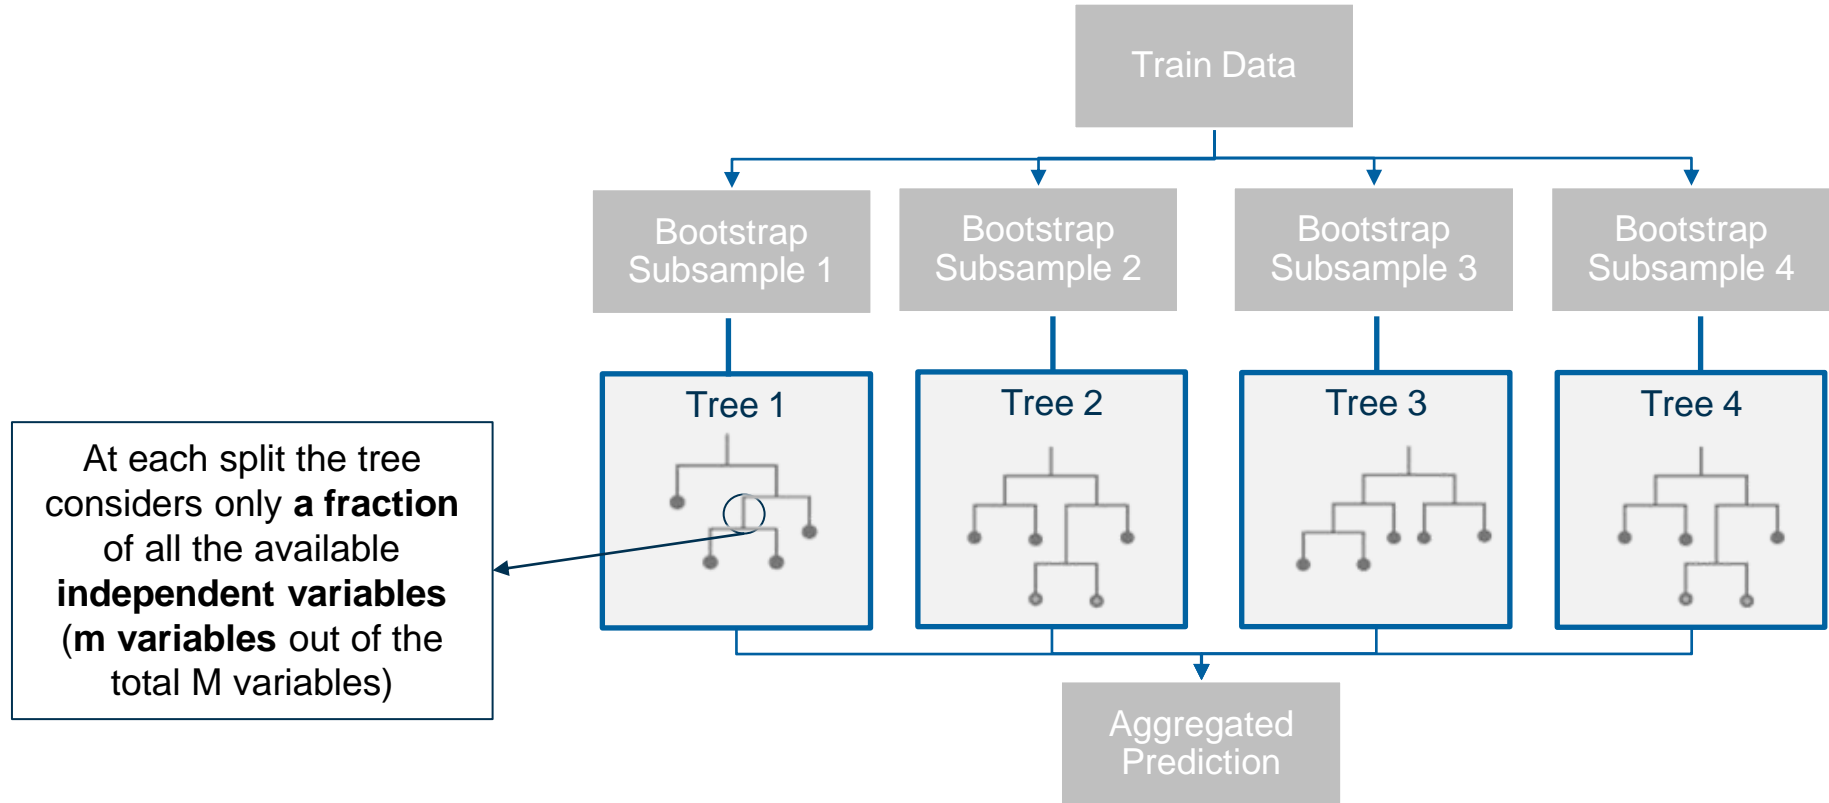 Train Data
Bootstrap
Subsample 1
Bootstrap
Subsample 2
Bootstrap
Subsample 3
Bootstrap
Subsample 4
Tree 1
Tree 2
Tree 3
Tree 4
At each split the tree
considers only a fraction
of all the available
independent variables
(m variables out of the
total M variables)
Aggregated
Prediction